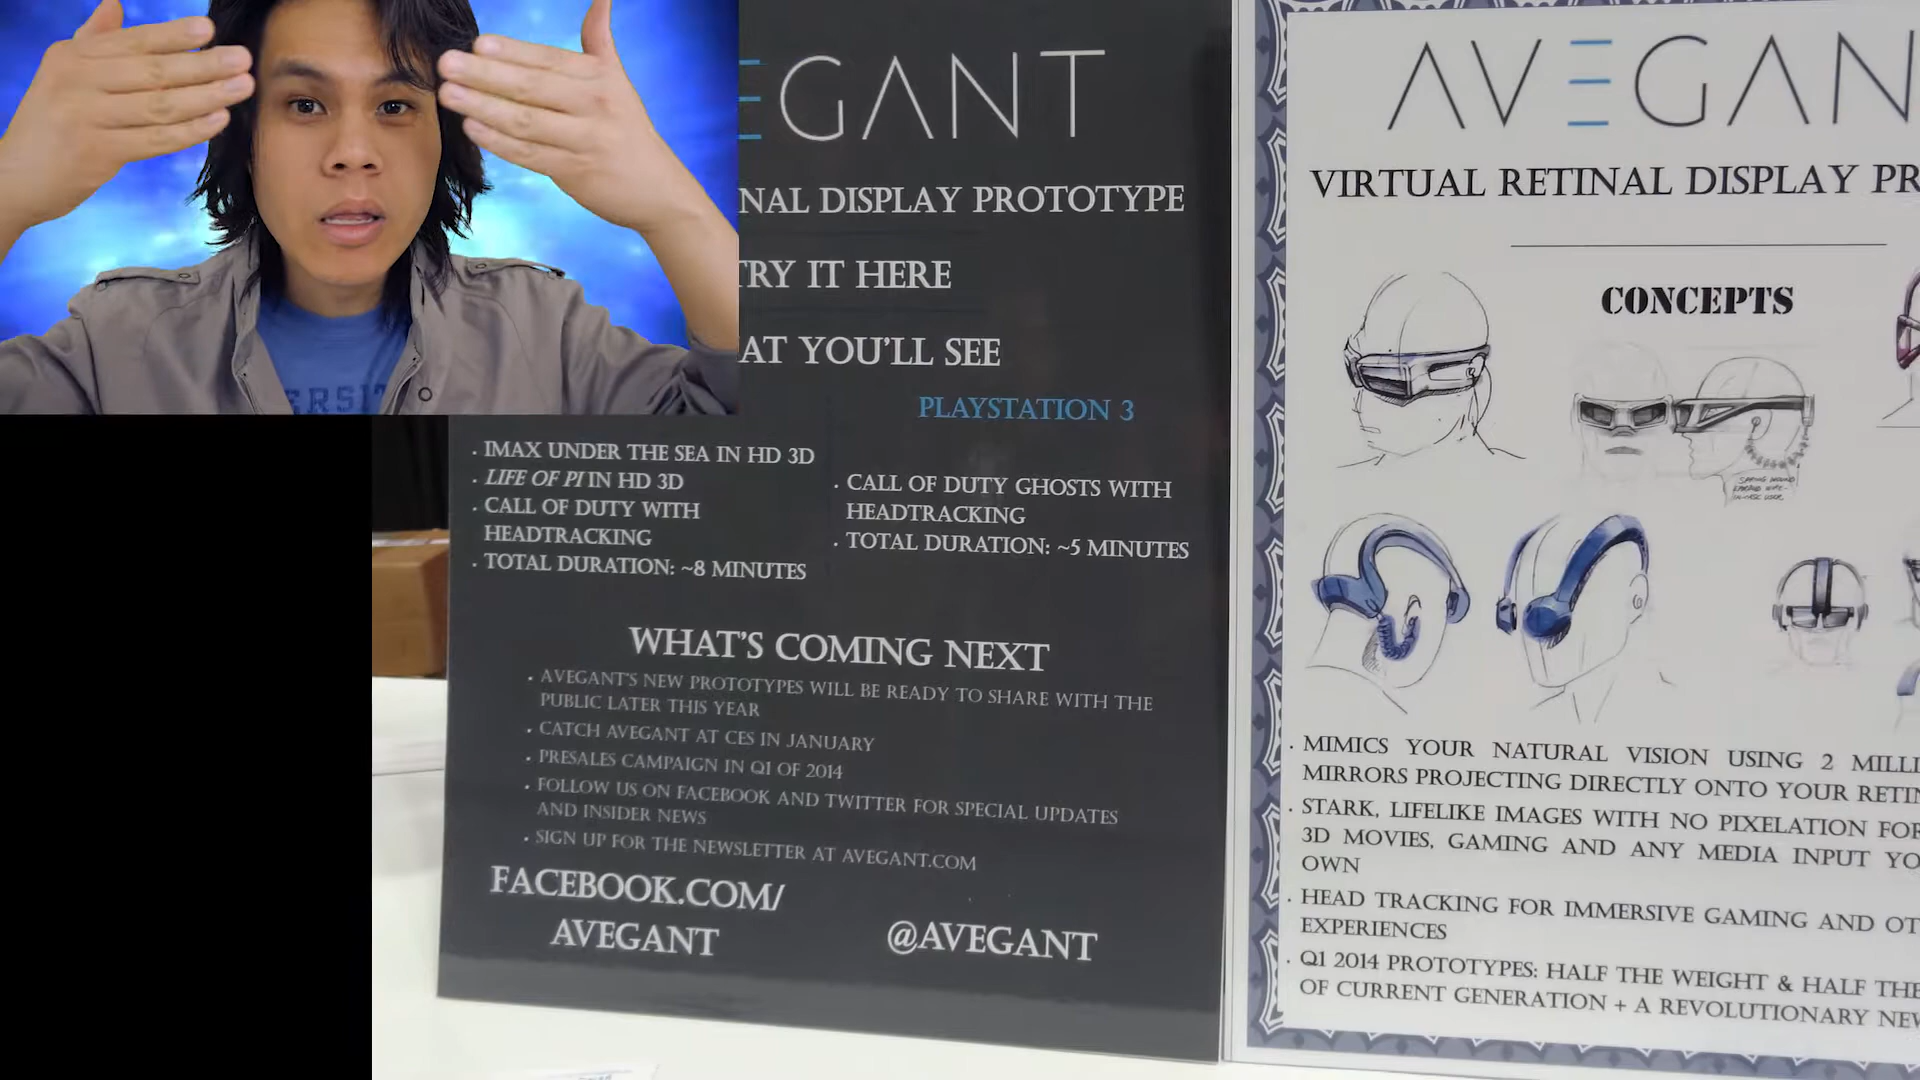 GANT
NAL DISPLAY PROTOTYPE
TRY IT HERE
AT YOU'LL SEE
PLAYSTATION 3
. IMAX UNDER THE SEA IN HD 3D
. LIFE OF PI IN HD 3D
. CALL OF DUTY WITH
HEADTRACKING
. TOTAL DURATION: ~8 MINUTES
. CALL OF DUTY GHOSTS WITH
HEADTRACKING
. TOTAL DURATION: ~5 MINUTES
WHAT'S COMING NEXT
. AVEGANT'S NEW PROTOTYPES WILL BE READY TO SHARE WITH THE
PUBLIC LATER THIS YEAR
. CATCH AVEGANT AT CES IN JANUARY
. PRESALES CAMPAIGN IN Q1 OF 2014
. FOLLOW US ON FACEBOOK AND TWITTER FOR SPECIAL UPDATES
AND INSIDER NEWS
. SIGN UP FOR THE NEWSLETTER AT AVEGANT.COM
FACEBOOK.COM/
AVEGANT
@AVEGANT
AVEGAN
VIRTUAL RETINAL DISPLAY PR
CONCEPTS
. MIMICS YOUR NATURAL VISION USING 2 MILLI
MIRRORS PROJECTING DIRECTLY ONTO YOUR RETIN
. STARK, LIFELIKE IMAGES WITH NO PIXELATION FOR
3D MOVIES, GAMING AND ANY MEDIA INPUT YO
OWN
. HEAD TRACKING FOR IMMERSIVE GAMING AND OT
EXPERIENCES
. Q1 2014 PROTOTYPES: HALF THE WEIGHT & HALF THE
OF CURRENT GENERATION + A REVOLUTIONARY NEW
ERSIT